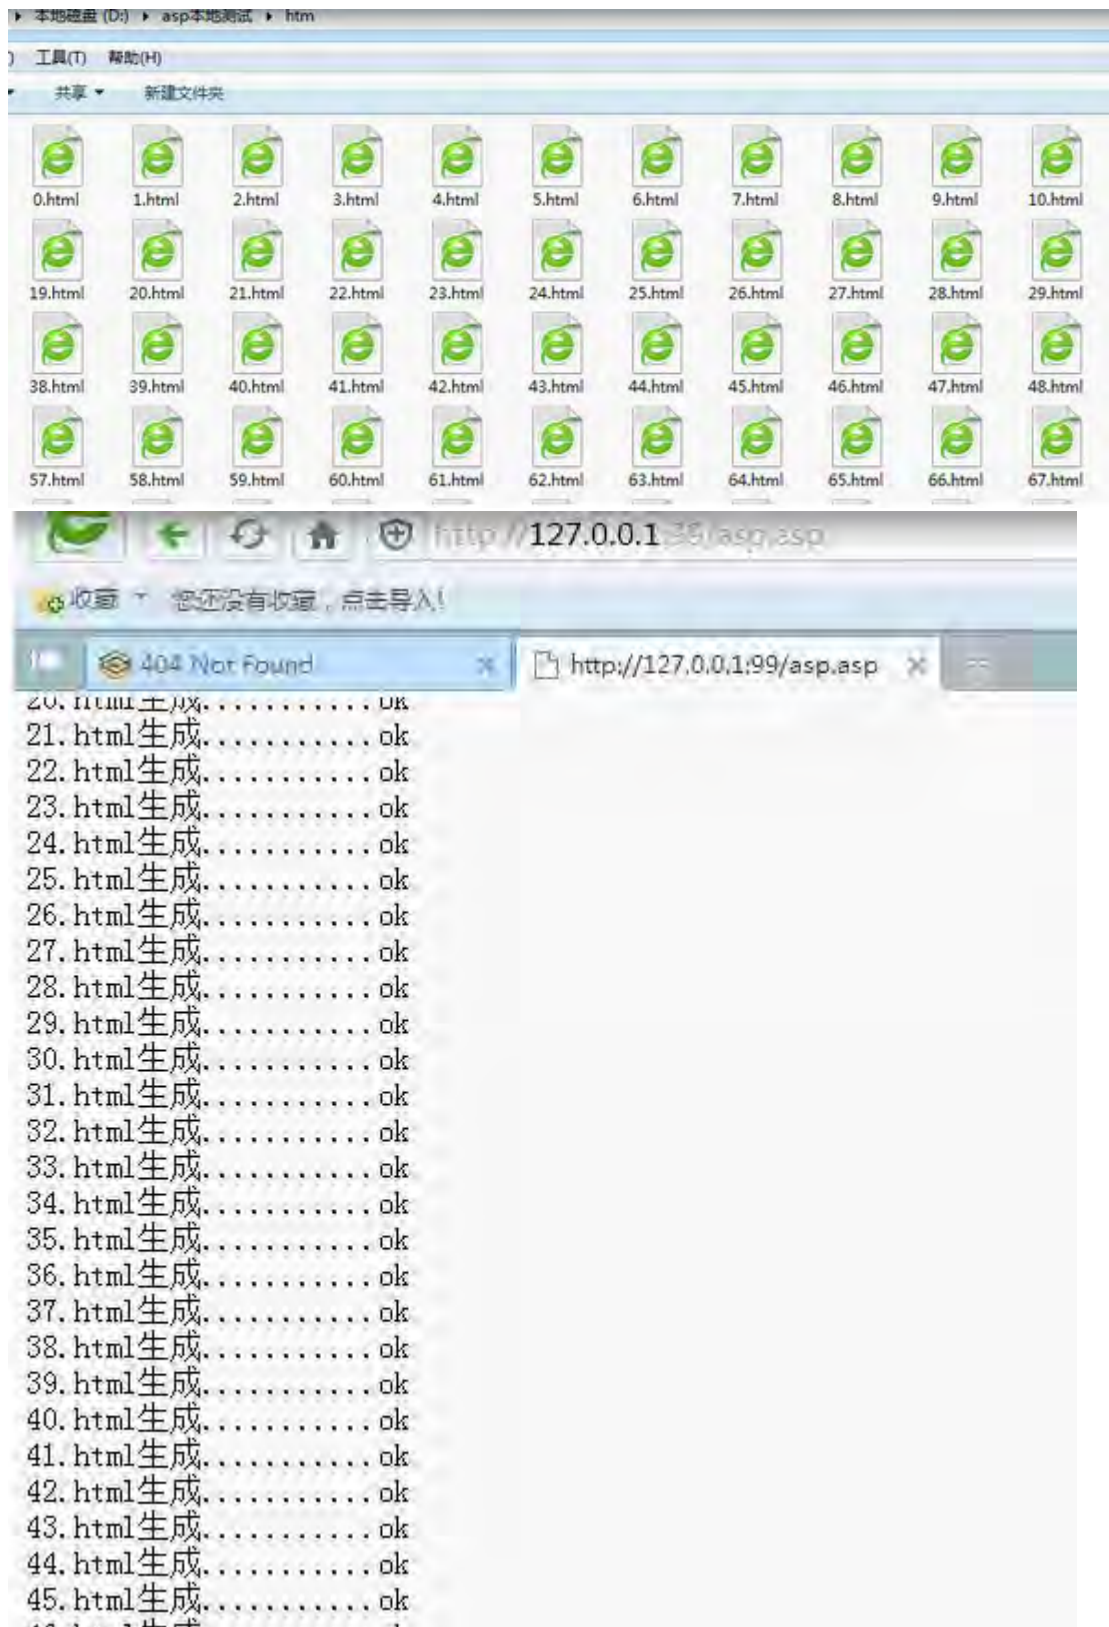 本地磁盘 (D:) ▸ asp本地测试 ▸ htm
工具(T) 帮助(H)
共享 新建文件夹
0.html 1.html 2.html 3.html 4.html 5.html 6.html 7.html 8.html 9.html 10.html
19.html 20.html 21.html 22.html 23.html 24.html 25.html 26.html 27.html 28.html 29.html
38.html 39.html 40.html 41.html 42.html 43.html 44.html 45.html 46.html 47.html 48.html
57.html 58.html 59.html 60.html 61.html 62.html 63.html 64.html 65.html 66.html 67.html
http://127.0.0.1:99/asp.asp
收藏 您还没有收藏，点击导入!
404 Not Found http://127.0.0.1:99/asp.asp
20.html生成...........ok
21.html生成...........ok
22.html生成...........ok
23.html生成...........ok
24.html生成...........ok
25.html生成...........ok
26.html生成...........ok
27.html生成...........ok
28.html生成...........ok
29.html生成...........ok
30.html生成...........ok
31.html生成...........ok
32.html生成...........ok
33.html生成...........ok
34.html生成...........ok
35.html生成...........ok
36.html生成...........ok
37.html生成...........ok
38.html生成...........ok
39.html生成...........ok
40.html生成...........ok
41.html生成...........ok
42.html生成...........ok
43.html生成...........ok
44.html生成...........ok
45.html生成...........ok